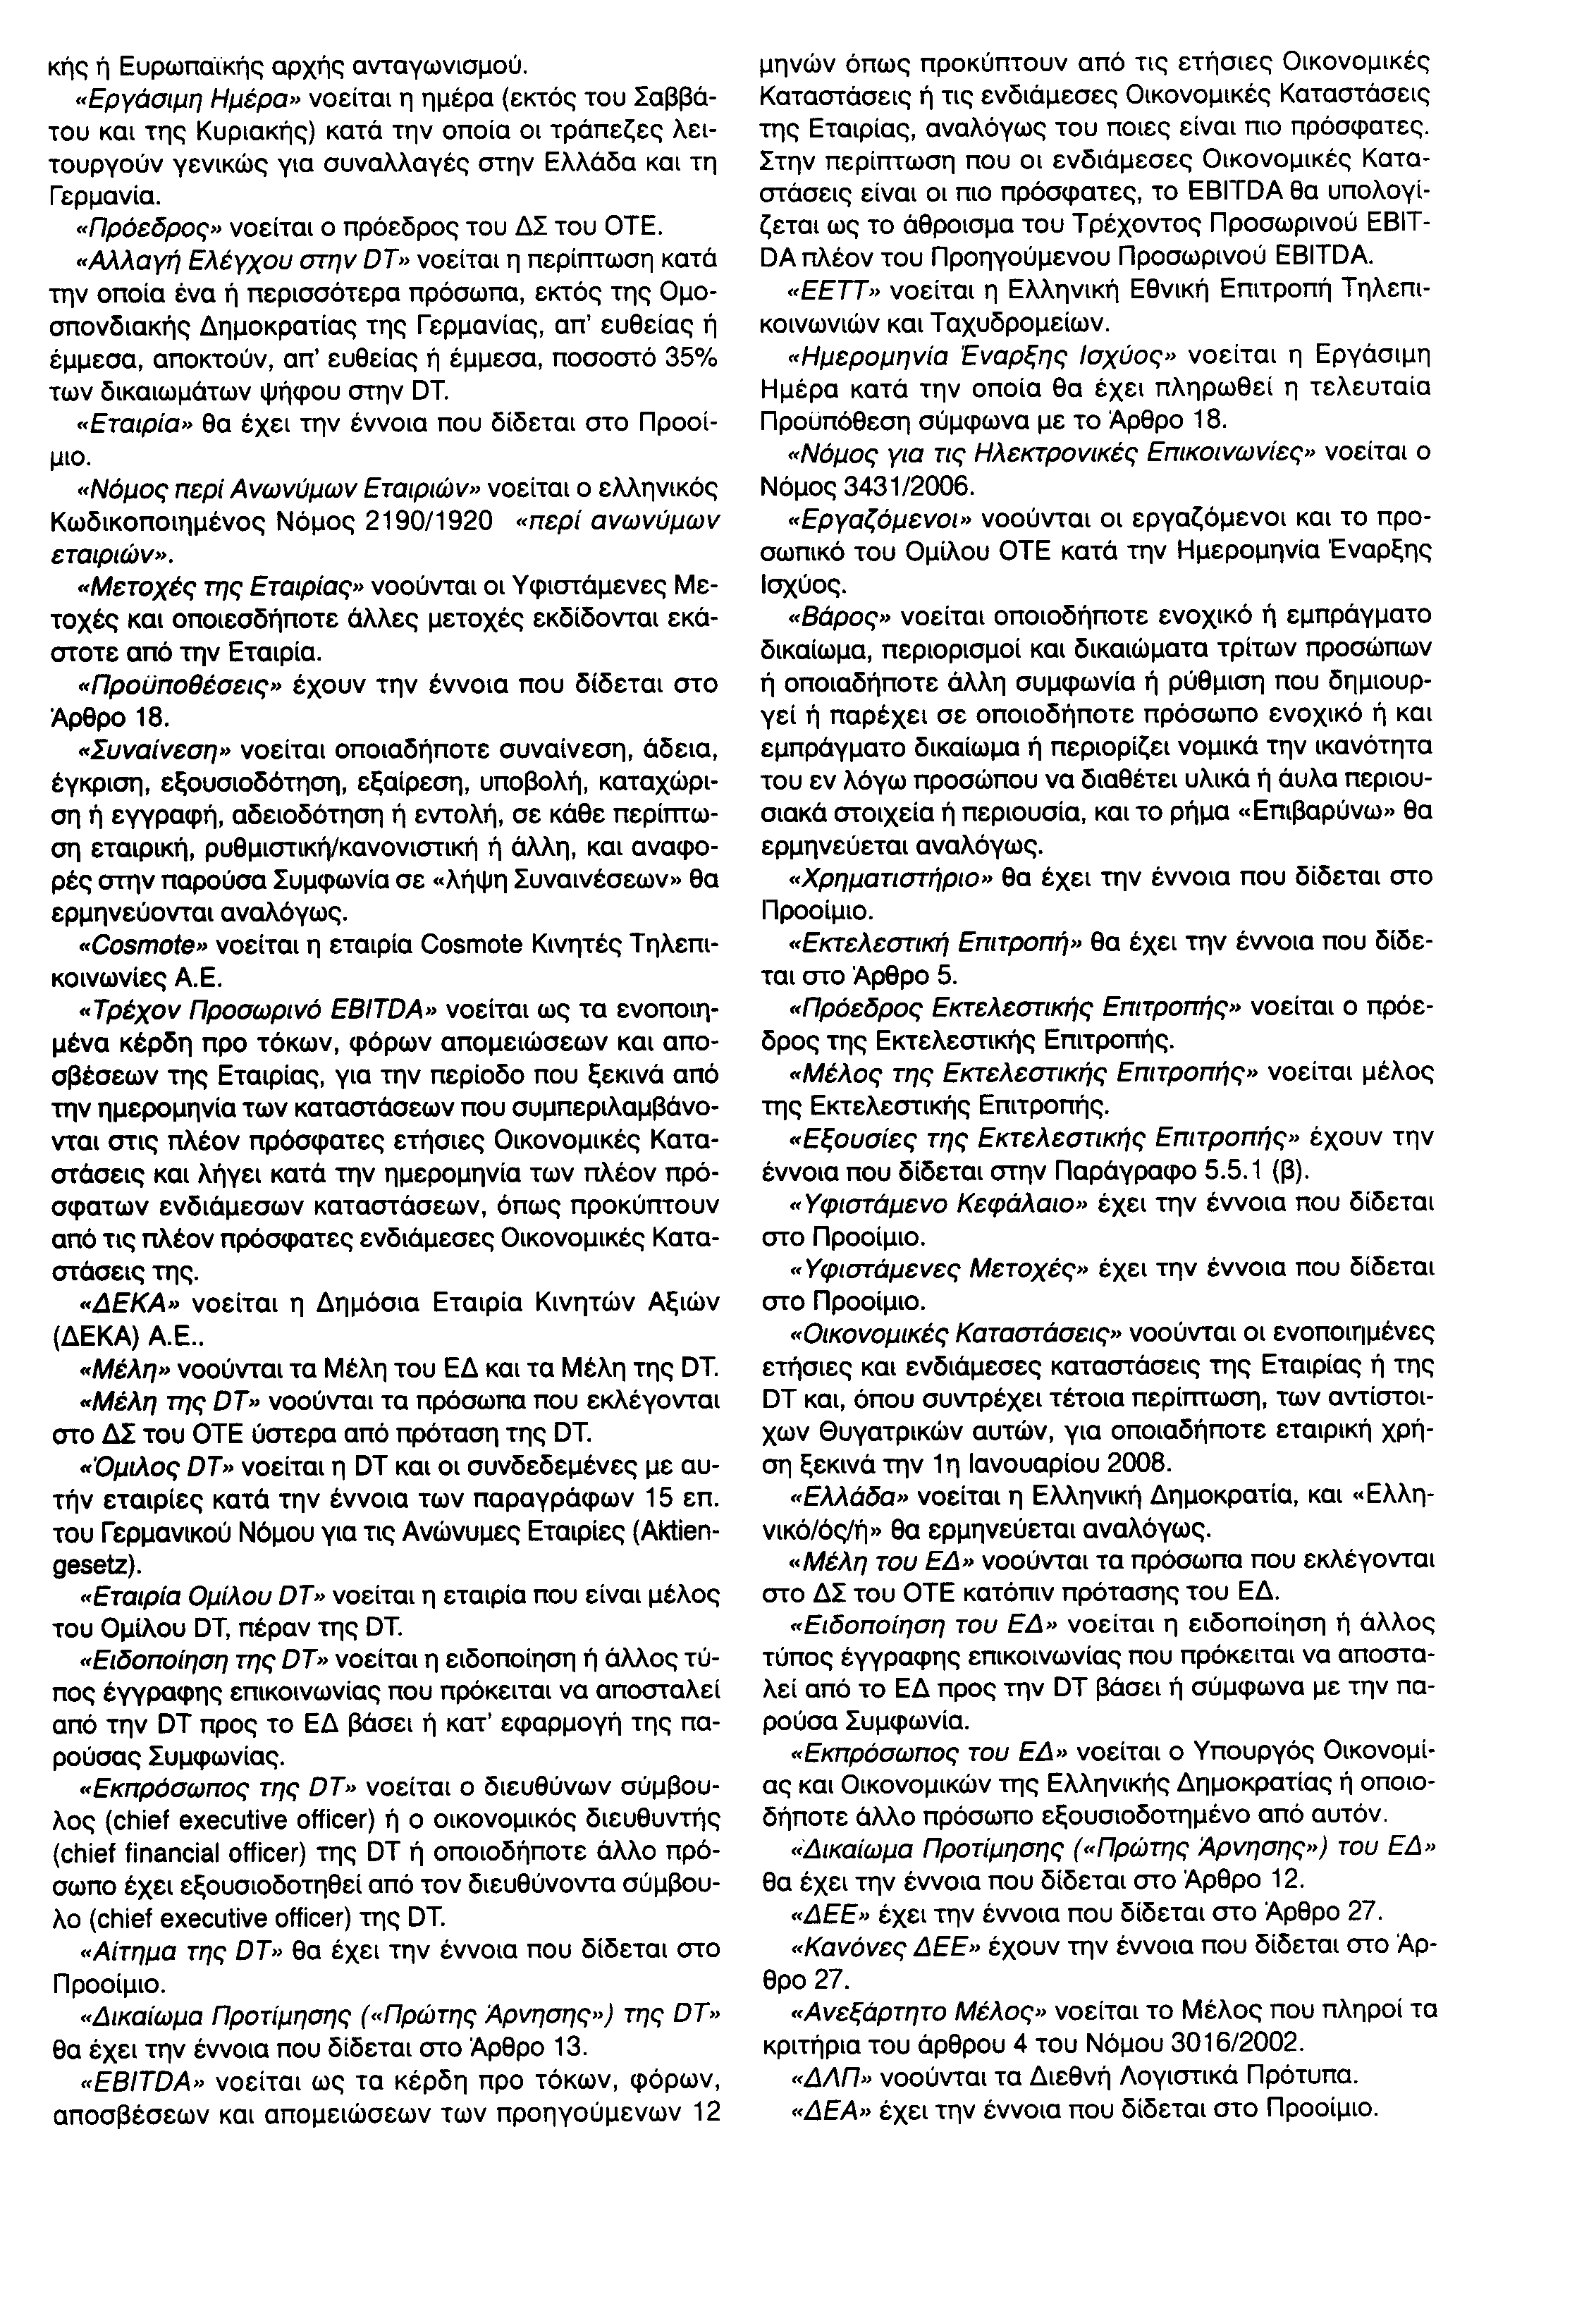 κής ή Ευρωπαϊκής αρχής ανταγωνισμού.
«Εργάσιμη Ημέρα» νοείται η ημέρα (εκτός του Σαββά-
του και της Κυριακής) κατά την οποία οι τράπεζες λει-
τουργούν γενικώς για συναλλαγές στην Ελλάδα και τη
Γερμανία.
«Πρόεδρος» νοείται ο πρόεδρος του ΔΣ του ΟΤΕ.
«Αλλαγή Ελέγχου στην DT» νοείται η περίπτωση κατά
την οποία ένα ή περισσότερα πρόσωπα, εκτός της Ομο-
σπονδιακής Δημοκρατίας της Γερμανίας, απ' ευθείας ή
έμμεσα, αποκτούν, απ' ευθείας ή έμμεσα, ποσοστό 35%
των δικαιωμάτων ψήφου στην DT.
«Εταιρία» θα έχει την έννοια που δίδεται στο Προοί-
μιο.
«Νόμος περί Ανωνύμων Εταιριών» νοείται ο ελληνικός
Κωδικοποιημένος Νόμος 2190/1920 «περί ανωνύμων
εταιριών».
«Μετοχές της Εταιρίας» νοούνται οι Υφιστάμενες Με-
τοχές και οποιεσδήποτε άλλες μετοχές εκδίδονται εκά-
στοτε από την Εταιρία.
«Προϋποθέσεις» έχουν την έννοια που δίδεται στο
Άρθρο 18.
«Συναίνεση» νοείται οποιαδήποτε συναίνεση, άδεια,
έγκριση, εξουσιοδότηση, εξαίρεση, υποβολή, καταχώρι-
ση ή εγγραφή, αδειοδότηση ή εντολή, σε κάθε περίπτω-
ση εταιρική, ρυθμιστική/κανονιστική ή άλλη, και αναφο-
ρές στην παρούσα Συμφωνία σε «λήψη Συναινέσεων» θα
ερμηνεύονται αναλόγως.
«Cosmote» νοείται η εταιρία Cosmote Κινητές Τηλεπι-
κοινωνίες Α.Ε.
«Τρέχον Προσωρινό EBITDA» νοείται ως τα ενοποιη-
μένα κέρδη προ τόκων, φόρων απομειώσεων και απο-
σβέσεων της Εταιρίας, για την περίοδο που ξεκινά από
την ημερομηνία των καταστάσεων που συμπεριλαμβάνο-
νται στις πλέον πρόσφατες ετήσιες Οικονομικές Κατα-
στάσεις και λήγει κατά την ημερομηνία των πλέον πρό-
σφατων ενδιάμεσων καταστάσεων, όπως προκύπτουν
από τις πλέον πρόσφατες ενδιάμεσες Οικονομικές Κατα-
στάσεις της.
«ΔΕΚΑ» νοείται η Δημόσια Εταιρία Κινητών Αξιών
(ΔΕΚΑ) Α.Ε..
«Μέλη» νοούνται τα Μέλη του ΕΔ και τα Μέλη της DT.
«Μέλη της DT» νοούνται τα πρόσωπα που εκλέγονται
στο ΔΣ του ΟΤΕ ύστερα από πρόταση της DT.
«Όμιλος DT» νοείται η DT και οι συνδεδεμένες με αυ-
τήν εταιρίες κατά την έννοια των παραγράφων 15 επ.
του Γερμανικού Νόμου για τις Ανώνυμες Εταιρίες (Aktien-
gesetz).
«Εταιρία Ομίλου DT» νοείται η εταιρία που είναι μέλος
του Ομίλου DT, πέραν της DT.
«Ειδοποίηση της DT» νοείται η ειδοποίηση ή άλλος τύ-
πος έγγραφης επικοινωνίας που πρόκειται να αποσταλεί
από την DT προς το ΕΔ βάσει ή κατ' εφαρμογή της πα-
ρούσας Συμφωνίας.
«Εκπρόσωπος της DT» νοείται ο διευθύνων σύμβου-
λος (chief executive officer) ή ο οικονομικός διευθυντής
(chief financial officer) της DT ή οποιοδήποτε άλλο πρό-
σωπο έχει εξουσιοδοτηθεί από τον διευθύνοντα σύμβου-
λο (chief executive officer) της DT.
«Αίτημα της DT» θα έχει την έννοια που δίδεται στο
Προοίμιο.
«Δικαίωμα Προτίμησης («Πρώτης Άρνησης») της DT»
θα έχει την έννοια που δίδεται στο Άρθρο 13.
«EBITDA» νοείται ως τα κέρδη προ τόκων, φόρων,
αποσβέσεων και απομειώσεων των προηγούμενων 12
μηνών όπως προκύπτουν από τις ετήσιες Οικονομικές
Καταστάσεις ή τις ενδιάμεσες Οικονομικές Καταστάσεις
της Εταιρίας, αναλόγως του ποιες είναι πιο πρόσφατες.
Στην περίπτωση που οι ενδιάμεσες Οικονομικές Κατα-
στάσεις είναι οι πιο πρόσφατες, το EBITDA θα υπολογί-
ζεται ως το άθροισμα του Τρέχοντος Προσωρινού EBIT-
DA πλέον του Προηγούμενου Προσωρινού EBITDA.
«ΕΕΤΤ» νοείται η Ελληνική Εθνική Επιτροπή Τηλεπι-
κοινωνιών και Ταχυδρομείων.
«Ημερομηνία Έναρξης Ισχύος» νοείται η Εργάσιμη
Ημέρα κατά την οποία θα έχει πληρωθεί η τελευταία
Προϋπόθεση σύμφωνα με το Άρθρο 18.
«Νόμος για τις Ηλεκτρονικές Επικοινωνίες» νοείται ο
Νόμος 3431/2006.
«Εργαζόμενοι» νοούνται οι εργαζόμενοι και το προ-
σωπικό του Ομίλου ΟΤΕ κατά την Ημερομηνία Έναρξης
Ισχύος.
«Βάρος» νοείται οποιοδήποτε ενοχικό ή εμπράγματο
δικαίωμα, περιορισμοί και δικαιώματα τρίτων προσώπων
ή οποιαδήποτε άλλη συμφωνία ή ρύθμιση που δημιουρ-
γεί ή παρέχει σε οποιοδήποτε πρόσωπο ενοχικό ή και
εμπράγματο δικαίωμα ή περιορίζει νομικά την ικανότητα
του εν λόγω προσώπου να διαθέτει υλικά ή άυλα περιου-
σιακά στοιχεία ή περιουσία, και το ρήμα «Επιβαρύνω» θα
ερμηνεύεται αναλόγως.
«Χρηματιστήριο» θα έχει την έννοια που δίδεται στο
Προοίμιο.
«Εκτελεστική Επιτροπή» θα έχει την έννοια που δίδε-
ται στο Άρθρο 5.
«Πρόεδρος Εκτελεστικής Επιτροπής» νοείται ο πρόε-
δρος της Εκτελεστικής Επιτροπής.
«Μέλος της Εκτελεστικής Επιτροπής» νοείται μέλος
της Εκτελεστικής Επιτροπής.
«Εξουσίες της Εκτελεστικής Επιτροπής» έχουν την
έννοια που δίδεται στην Παράγραφο 5.5.1 (β).
«Υφιστάμενο Κεφάλαιο» έχει την έννοια που δίδεται
στο Προοίμιο.
«Υφιστάμενες Μετοχές» έχει την έννοια που δίδεται
στο Προοίμιο.
«Οικονομικές Καταστάσεις» νοούνται οι ενοποιημένες
ετήσιες και ενδιάμεσες καταστάσεις της Εταιρίας ή της
DT και, όπου συντρέχει τέτοια περίπτωση, των αντίστοι-
χων Θυγατρικών αυτών, για οποιαδήποτε εταιρική χρή-
ση ξεκινά την 1η Ιανουαρίου 2008.
«Ελλάδα» νοείται η Ελληνική Δημοκρατία, και «Ελλη-
νικό/ός/ή» θα ερμηνεύεται αναλόγως.
«Μέλη του ΕΔ» νοούνται τα πρόσωπα που εκλέγονται
στο ΔΣ του ΟΤΕ κατόπιν πρότασης του ΕΔ.
«Ειδοποίηση του ΕΔ» νοείται η ειδοποίηση ή άλλος
τύπος έγγραφης επικοινωνίας που πρόκειται να αποστα-
λεί από το ΕΔ προς την DT βάσει ή σύμφωνα με την πα-
ρούσα Συμφωνία.
«Εκπρόσωπος του ΕΔ» νοείται ο Υπουργός Οικονομί-
ας και Οικονομικών της Ελληνικής Δημοκρατίας ή οποιο-
δήποτε άλλο πρόσωπο εξουσιοδοτημένο από αυτόν.
«Δικαίωμα Προτίμησης («Πρώτης Άρνησης») του ΕΔ»
θα έχει την έννοια που δίδεται στο Άρθρο 12.
«ΔΕΕ» έχει την έννοια που δίδεται στο Άρθρο 27.
«Κανόνες ΔΕΕ» έχουν την έννοια που δίδεται στο Άρ-
θρο 27.
«Ανεξάρτητο Μέλος» νοείται το Μέλος που πληροί τα
κριτήρια του άρθρου 4 του Νόμου 3016/2002.
«ΔΛΠ» νοούνται τα Διεθνή Λογιστικά Πρότυπα.
«ΔΕΑ» έχει την έννοια που δίδεται στο Προοίμιο.